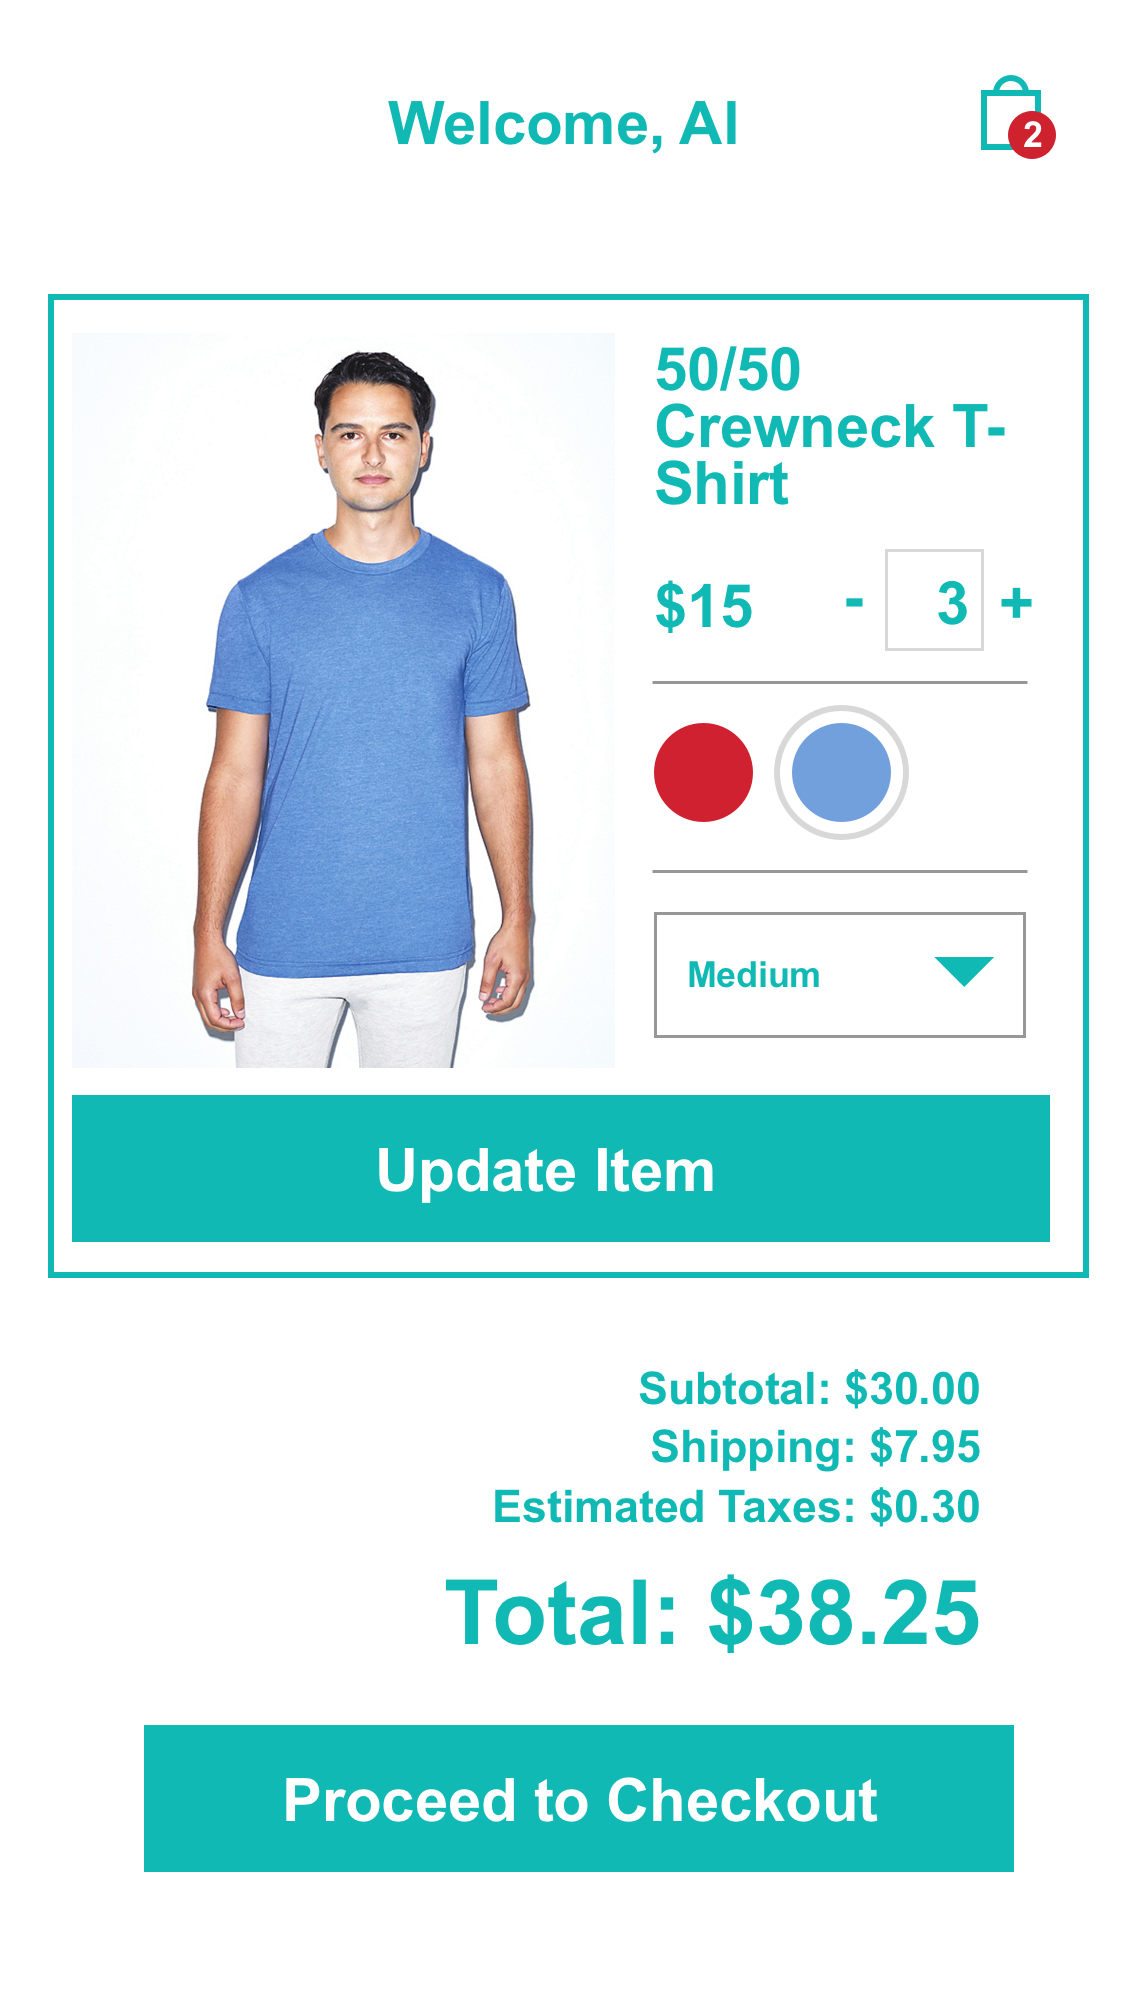 Welcome, Al
2
50/50
Crewneck T-
Shirt
$15 - 3 +
Medium
Update Item
Subtotal: $30.00
Shipping: $7.95
Estimated Taxes: $0.30
Total: $38.25
Proceed to Checkout